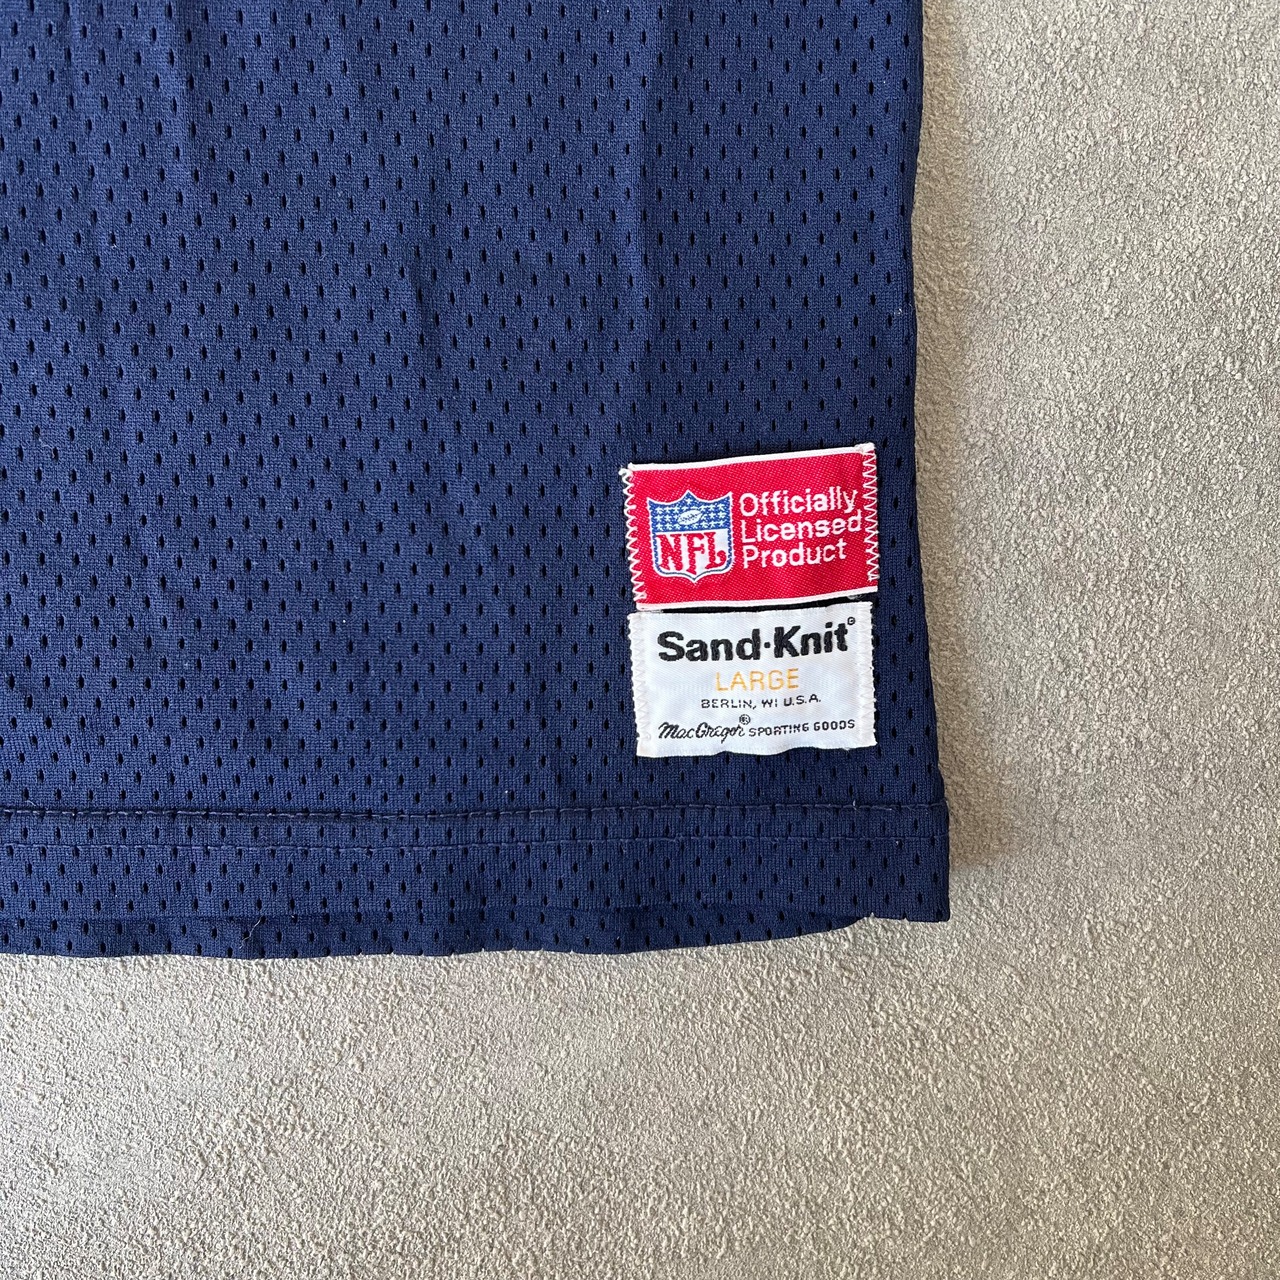 NFL
Officially
Licensed
Product
Sand·Knit®
LARGE
BERLIN, WI U.S.A.
MacGregor® SPORTING GOODS